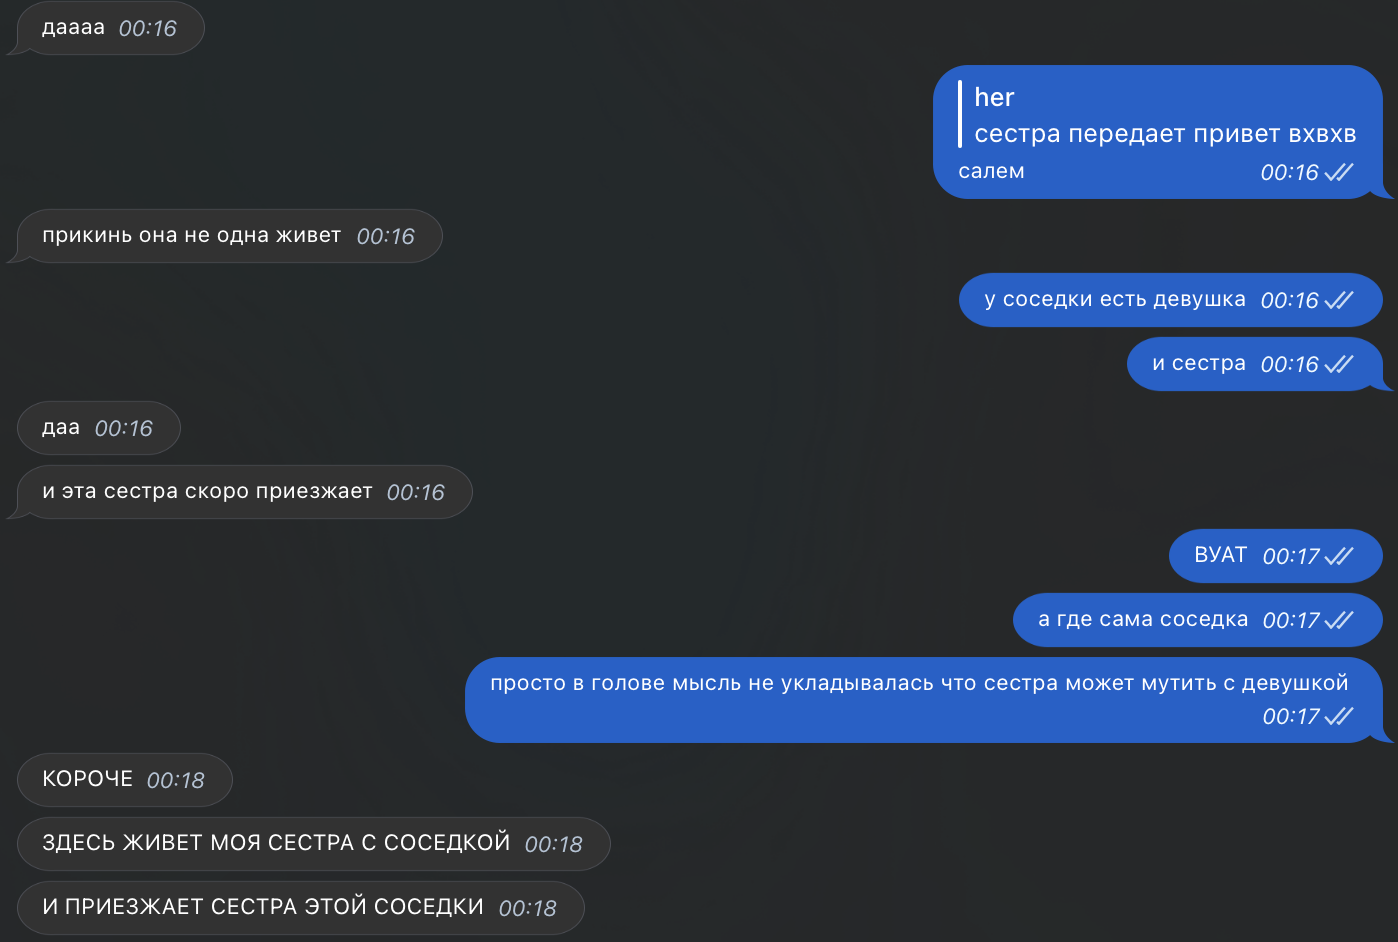 даааа 00:16
her
сестра передает привет вхвхв
салем 00:16
прикинь она не одна живет 00:16
у соседки есть девушка 00:16
и сестра 00:16
даа 00:16
и эта сестра скоро приезжает 00:16
ВУАТ 00:17
а где сама соседка 00:17
просто в голове мысль не укладывалась что сестра может мутить с девушкой
00:17
КОРОЧЕ 00:18
ЗДЕСЬ ЖИВЕТ МОЯ СЕСТРА С СОСЕДКОЙ 00:18
И ПРИЕЗЖАЕТ СЕСТРА ЭТОЙ СОСЕДКИ 00:18